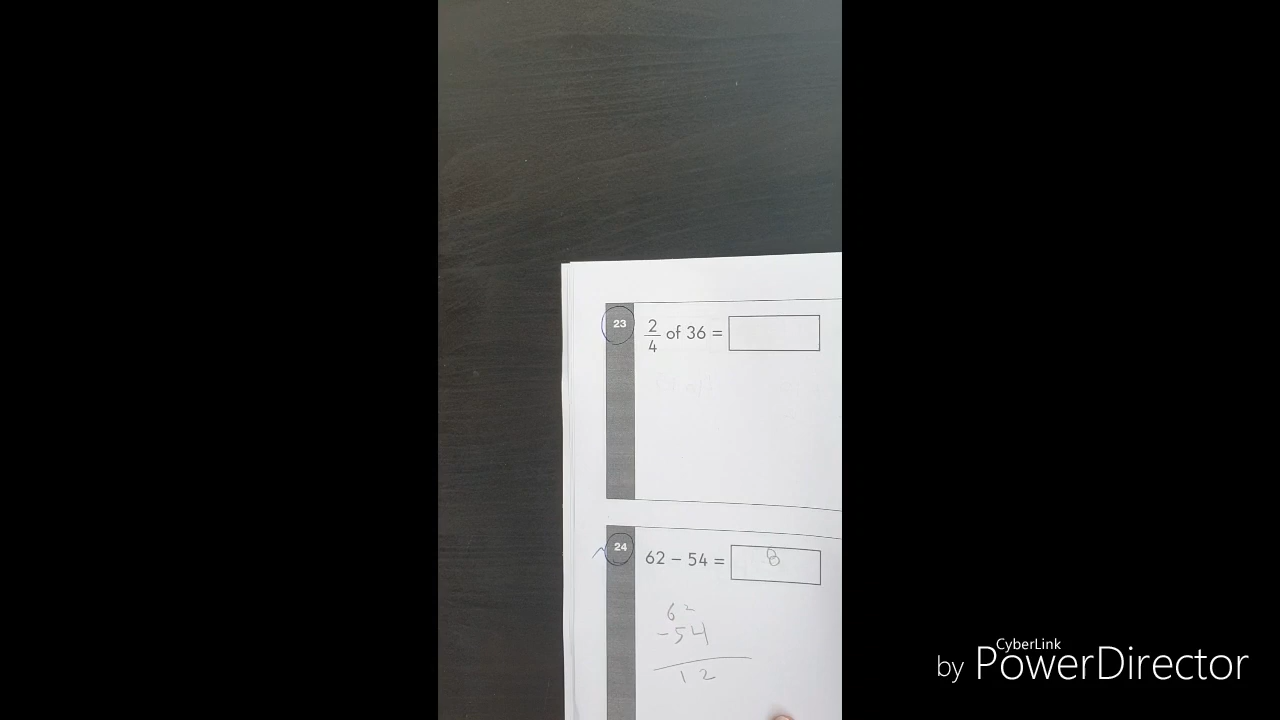 23
2/4 of 36 =
24
62 – 54 = 8
62
-54
12
CyberLink
by PowerDirector